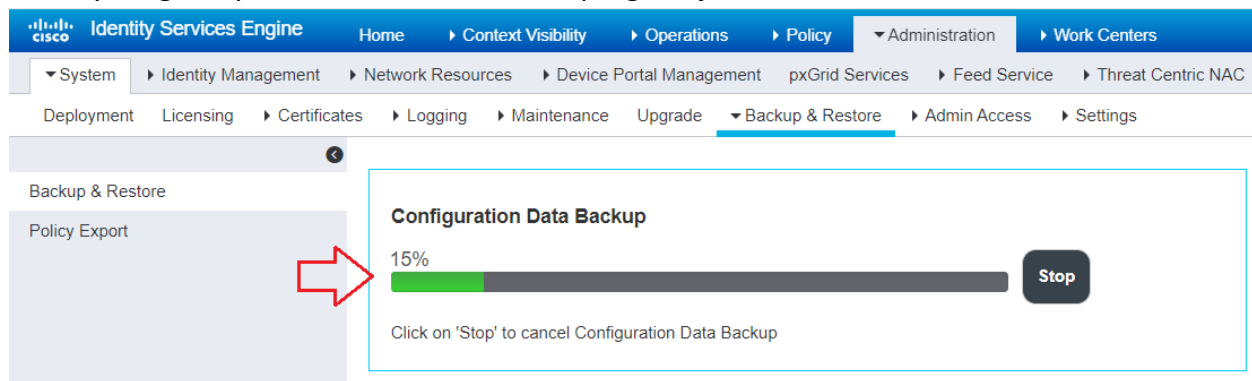 cisco Identity Services Engine Home Context Visibility Operations Policy Administration Work Centers
System Identity Management Network Resources Device Portal Management pxGrid Services Feed Service Threat Centric NAC
Deployment Licensing Certificates Logging Maintenance Upgrade Backup & Restore Admin Access Settings
Backup & Restore
Policy Export
Configuration Data Backup
15%
Stop
Click on 'Stop' to cancel Configuration Data Backup